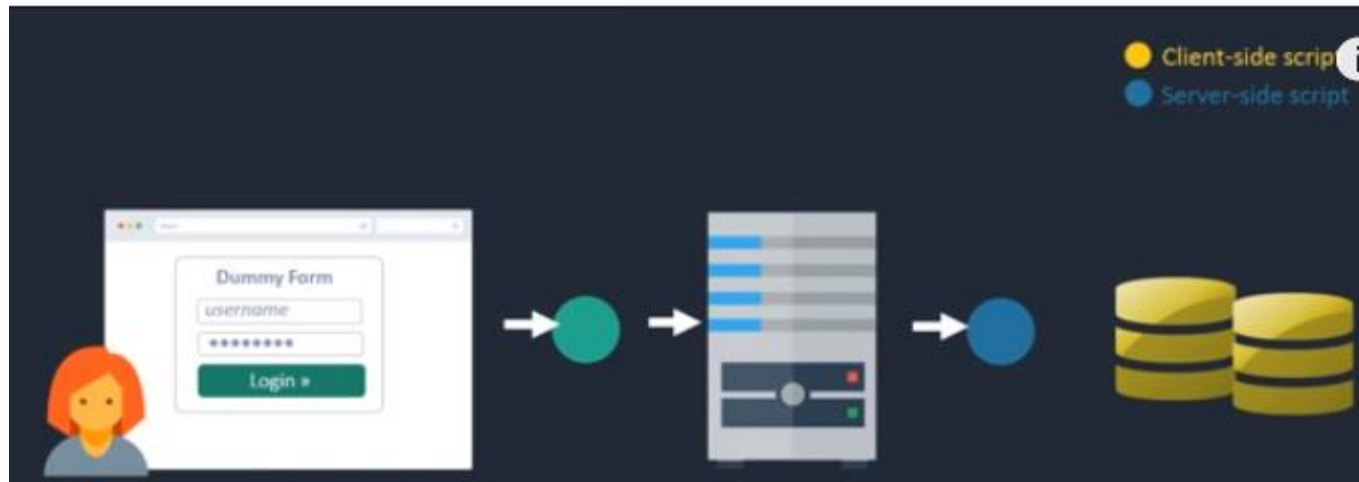 Client-side scrip
i
Server-side script
Dummy Form
username
********
Login »